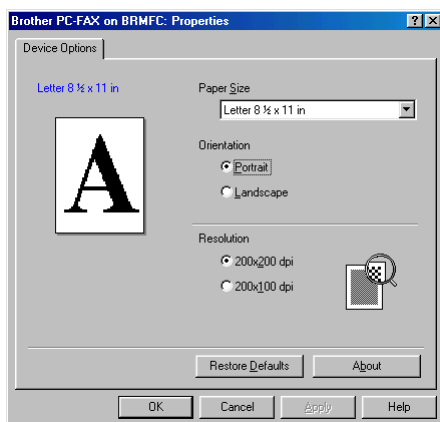 Brother PC-FAX on BRMFC: Properties
Device Options
Letter 8 ½ x 11 in
Paper Size
Letter 8 ½ x 11 in
A
Orientation
Portrait
Landscape
Resolution
200x200 dpi
200x100 dpi
Restore Defaults
About
OK
Cancel
Apply
Help